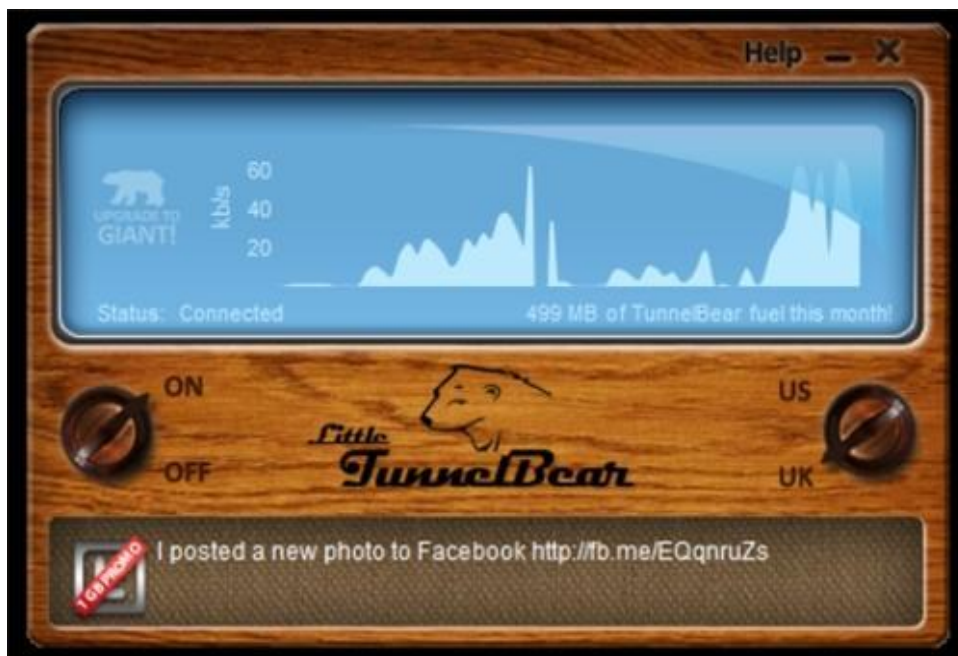 Help
60
kb/s
40
20
UPGRADE TO
GIANT!
Status: Connected
499 MB of TunnelBear fuel this month!
ON
OFF
US
UK
Little
TunnelBear
I posted a new photo to Facebook http://fb.me/EQqnruZs
1 GB PROMO